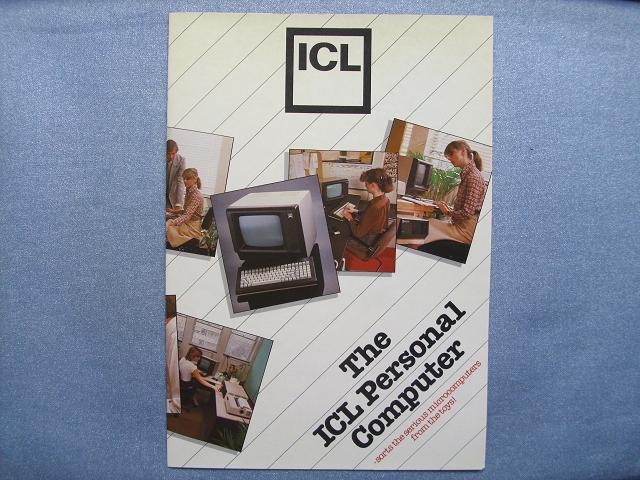 ICL
The
ICL Personal
Computer
-sorts the serious microcomputers
from the toys!